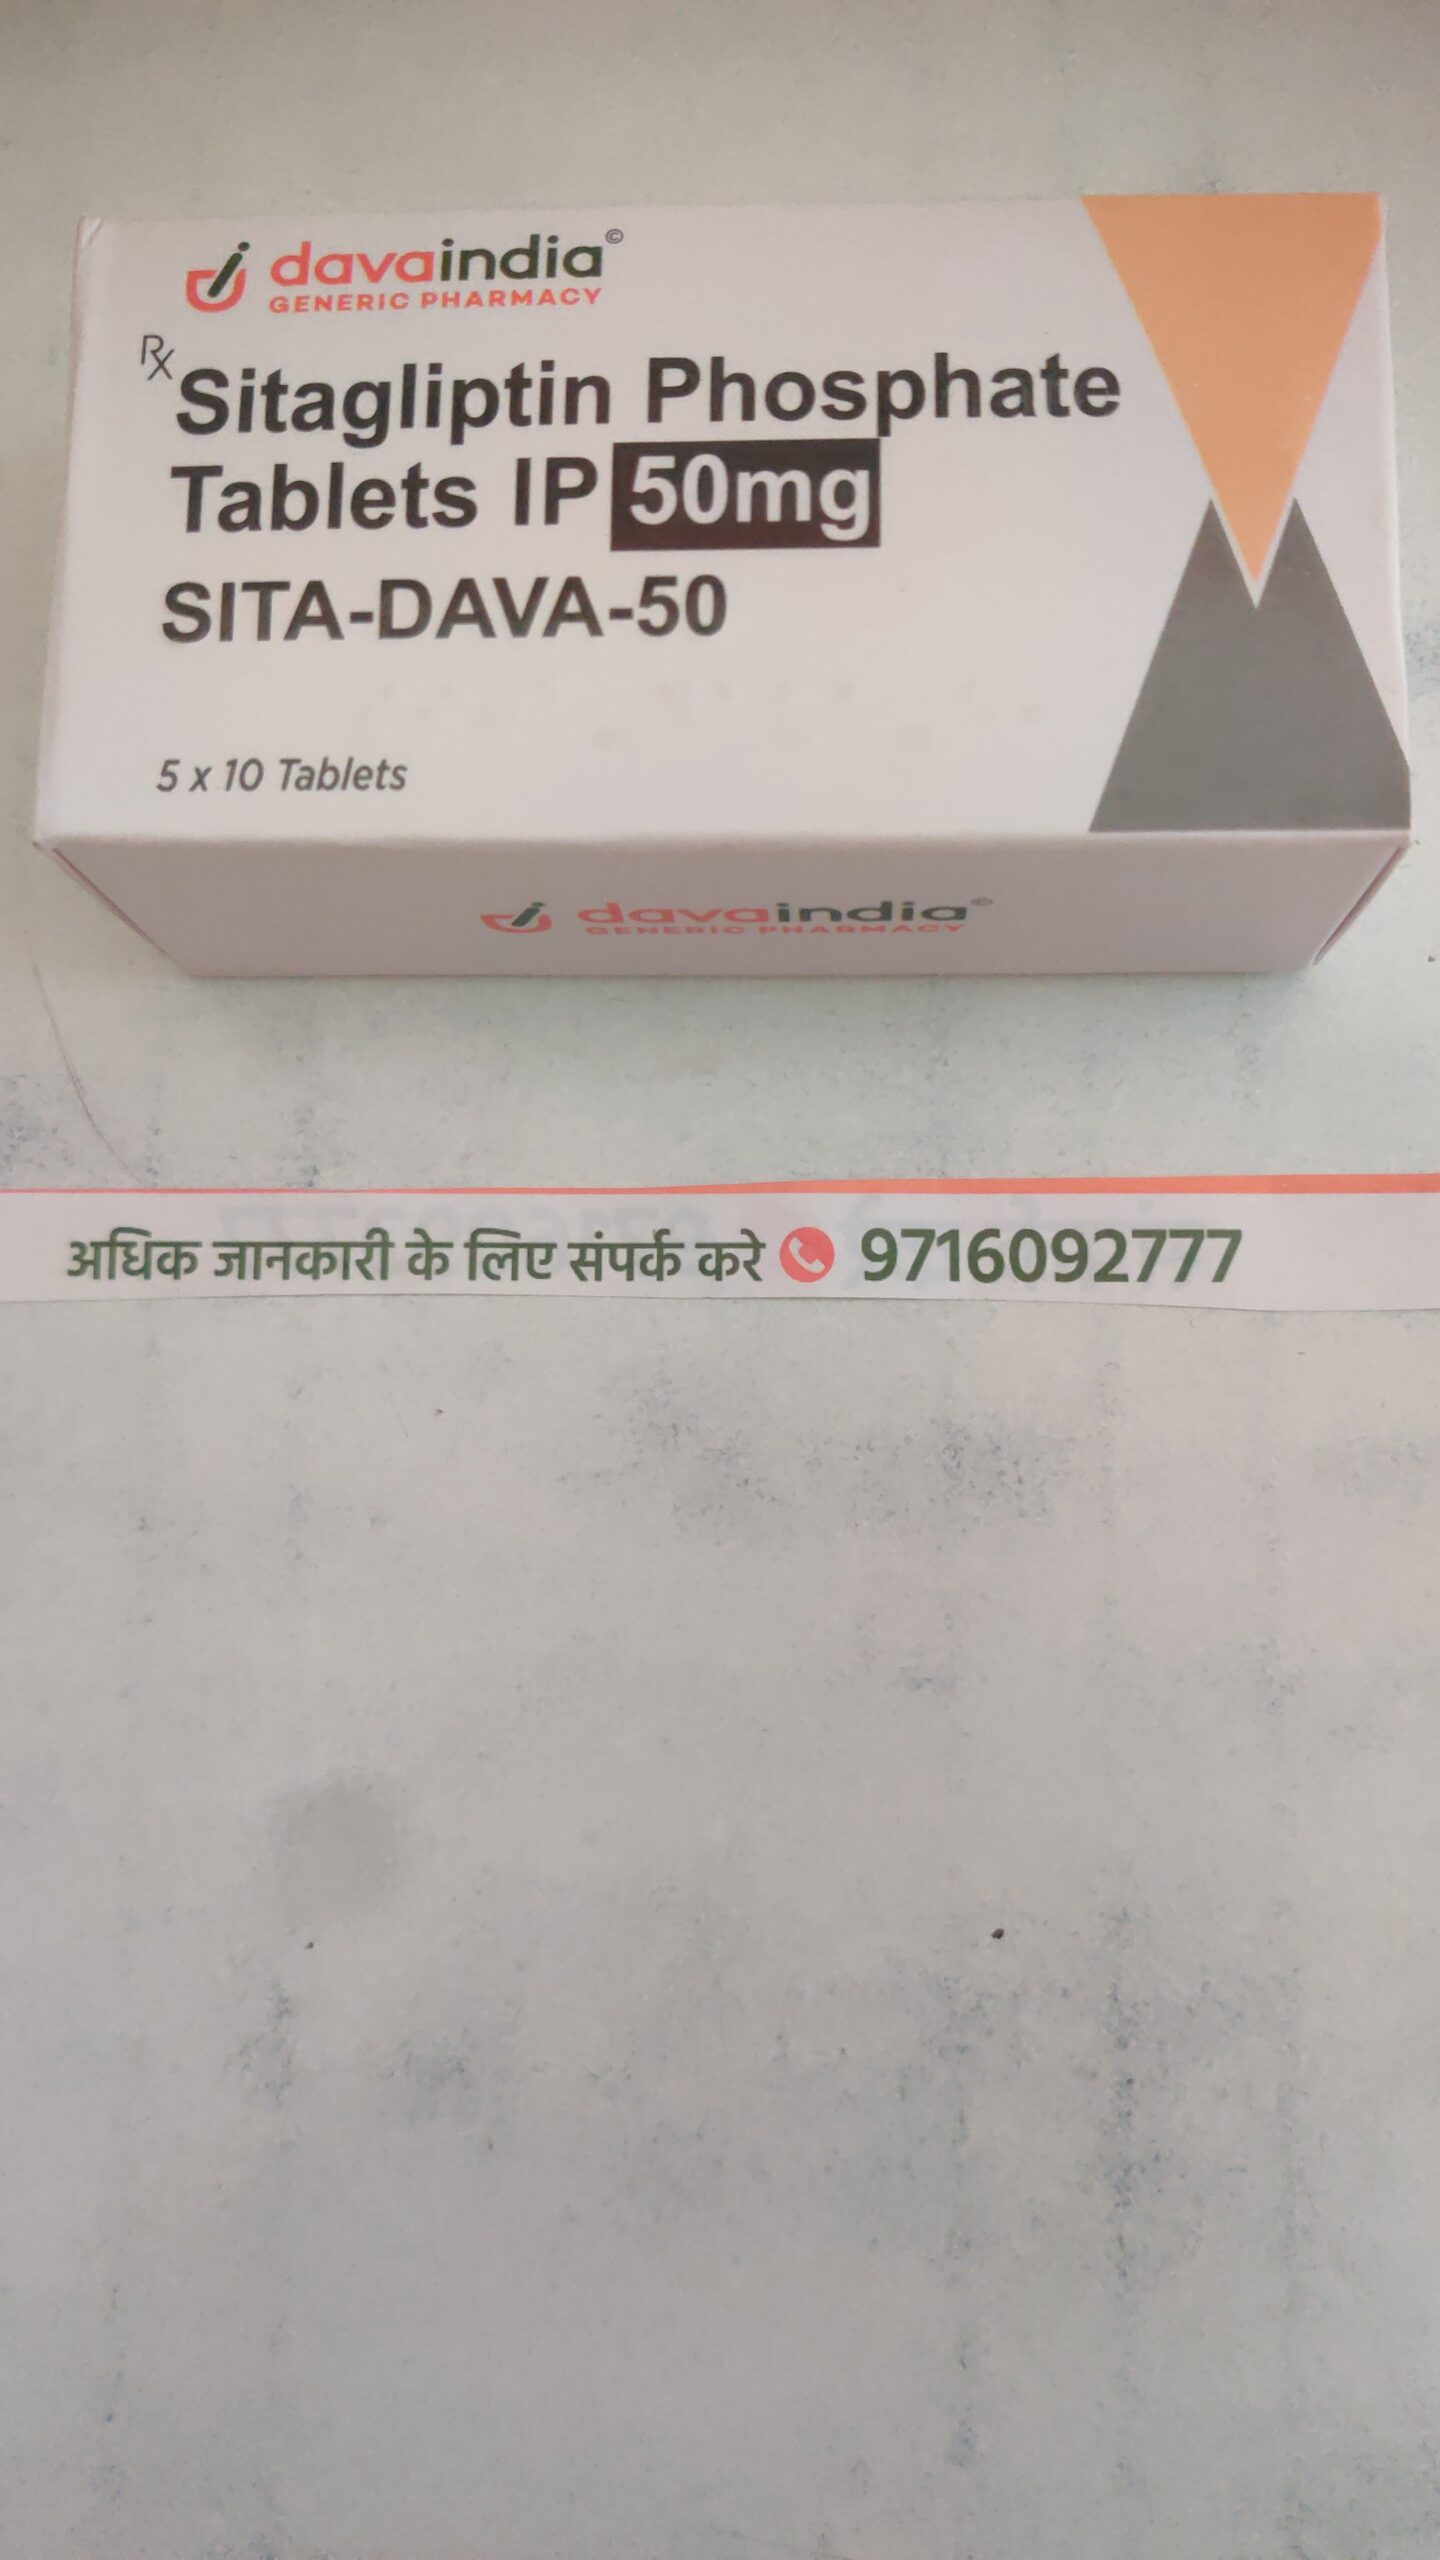 davaindia©
GENERIC PHARMACY
Rx Sitagliptin Phosphate
Tablets IP 50mg
SITA-DAVA-50
5 x 10 Tablets
davaindia©
GENERIC PHARMACY
अधिक जानकारी के लिए संपर्क करे 9716092777